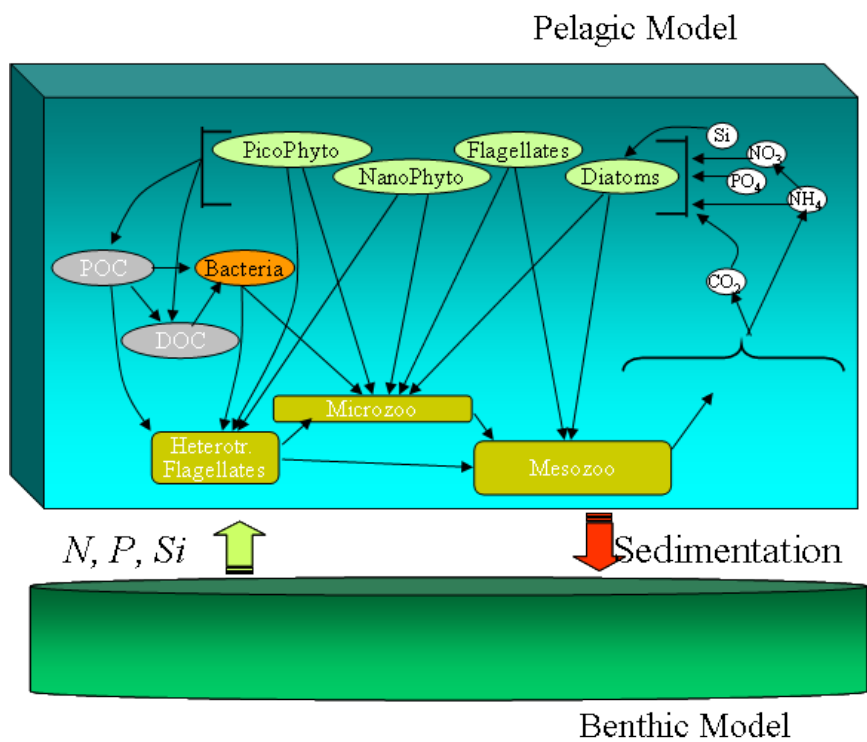 Pelagic Model
PicoPhyto
Flagellates
Si
NO3
NanoPhyto
Diatoms
PO4
NH4
POC
Bacteria
CO2
DOC
Microzoo
Heterotr.
Flagellates
Mesozoo
N, P, Si
Sedimentation
Benthic Model